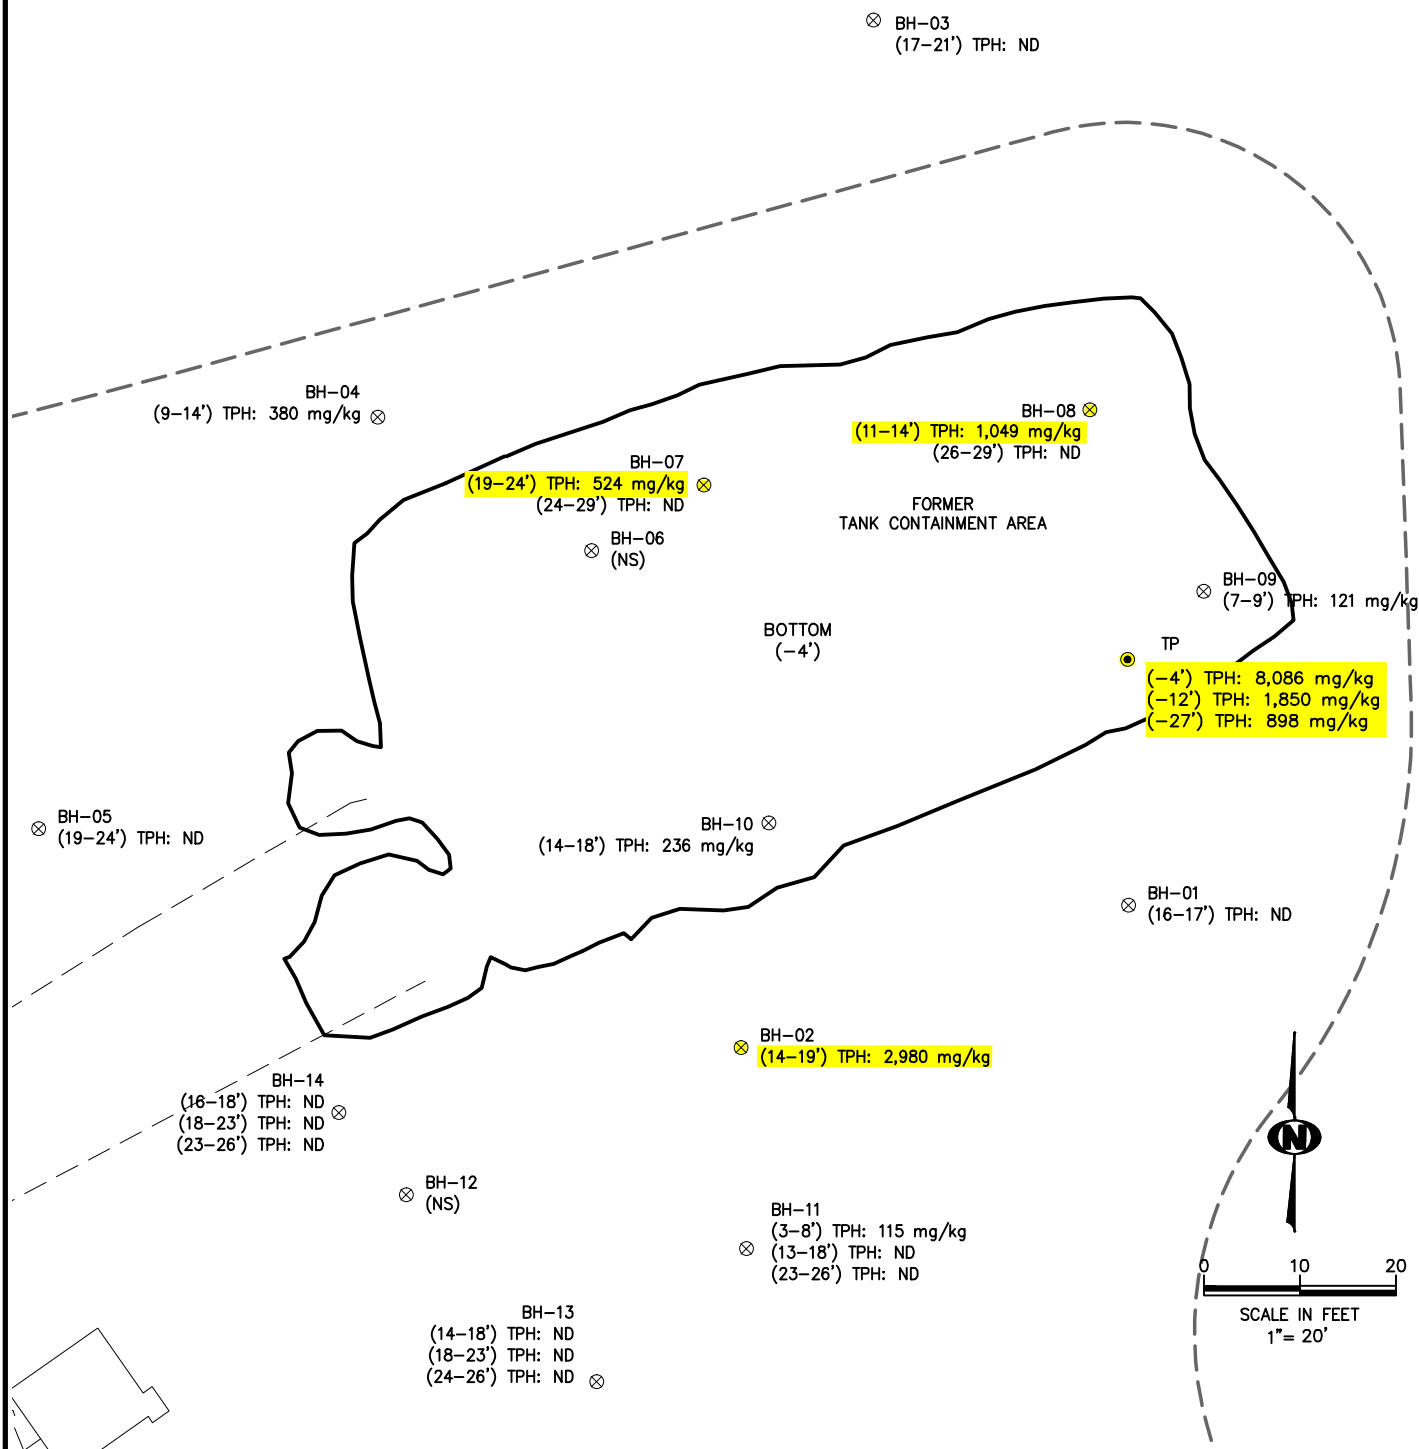 BH-03
(17-21') TPH: ND
BH-04
(9-14') TPH: 380 mg/kg
BH-08
(11-14') TPH: 1,049 mg/kg
(26-29') TPH: ND
BH-07
(19-24') TPH: 524 mg/kg
(24-29') TPH: ND
FORMER
TANK CONTAINMENT AREA
BH-06
(NS)
BH-09
(7-9') TPH: 121 mg/kg
BOTTOM
(-4')
TP
(-4') TPH: 8,086 mg/kg
(-12') TPH: 1,850 mg/kg
(-27') TPH: 898 mg/kg
BH-05
(19-24') TPH: ND
BH-10
(14-18') TPH: 236 mg/kg
BH-01
(16-17') TPH: ND
BH-02
(14-19') TPH: 2,980 mg/kg
BH-14
(16-18') TPH: ND
(18-23') TPH: ND
(23-26') TPH: ND
N
BH-12
(NS)
BH-11
(3-8') TPH: 115 mg/kg
(13-18') TPH: ND
(23-26') TPH: ND
0 10 20
SCALE IN FEET
1"= 20'
BH-13
(14-18') TPH: ND
(18-23') TPH: ND
(24-26') TPH: ND